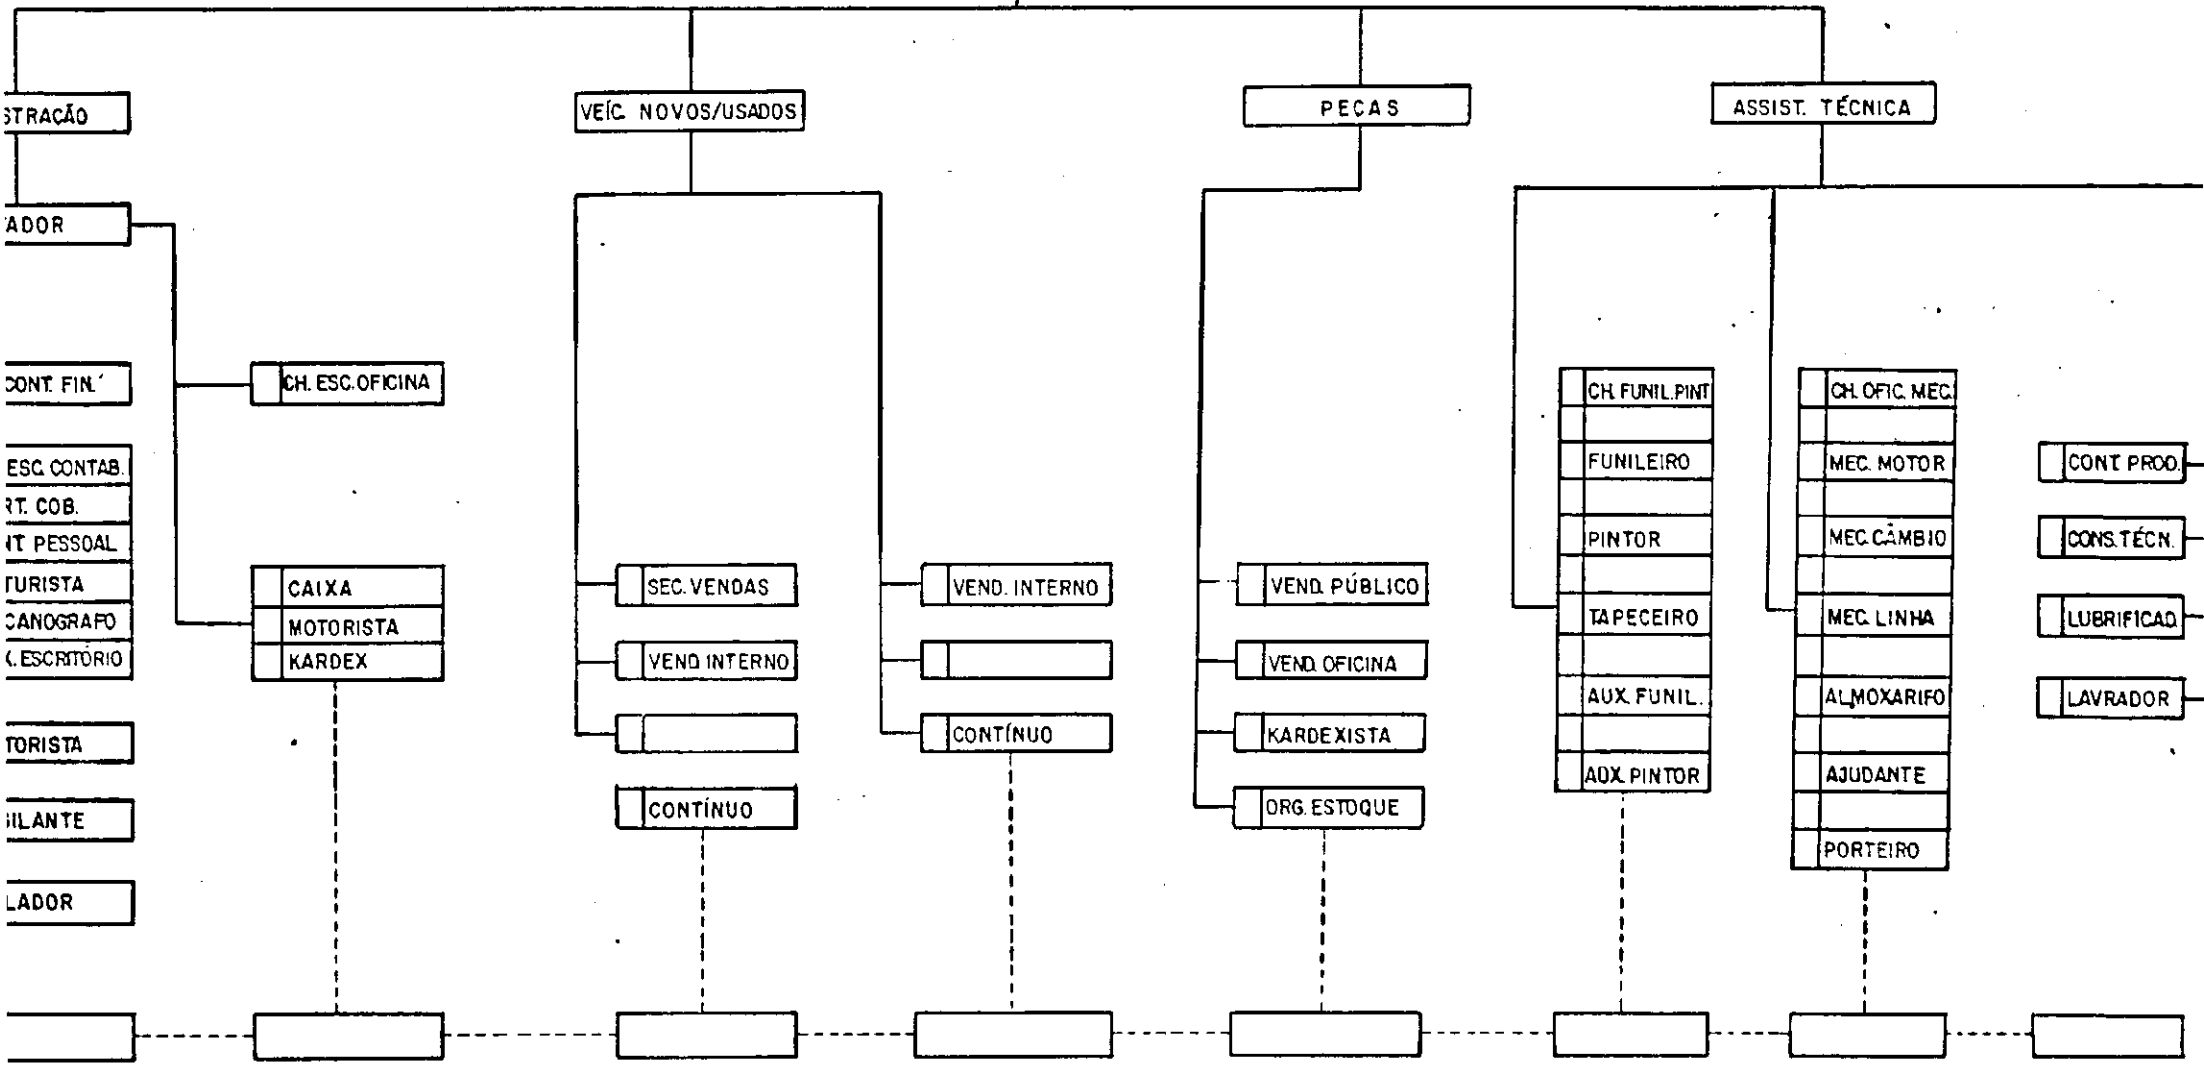 STRAÇÃO
VEÍC. NOVOS/USADOS
PEÇAS
ASSIST. TÉCNICA
TADOR
CONT. FIN.
ESC. CONTAB.
RT. COB.
NT PESSOAL
TURISTA
CANOGRAFO
X. ESCRITÓRIO
TORISTA
GILANTE
LADOR
CH. ESC. OFICINA
CAIXA
MOTORISTA
KARDEX
SEC. VENDAS
VEND INTERNO
CONTÍNUO
VEND. INTERNO
CONTÍNUO
VEND. PÚBLICO
VEND. OFICINA
KARDEXISTA
ORG. ESTOQUE
CH. FUNIL. PINT
FUNILEIRO
PINTOR
TAPECEIRO
AUX. FUNIL.
AUX. PINTOR
CH. OFIC. MEC.
MEC. MOTOR
MEC. CÂMBIO
MEC. LINHA
ALMOXARIFO
AJUDANTE
PORTEIRO
CONT. PROD.
CONS. TÉCN.
LUBRIFICAD.
LAVRADOR